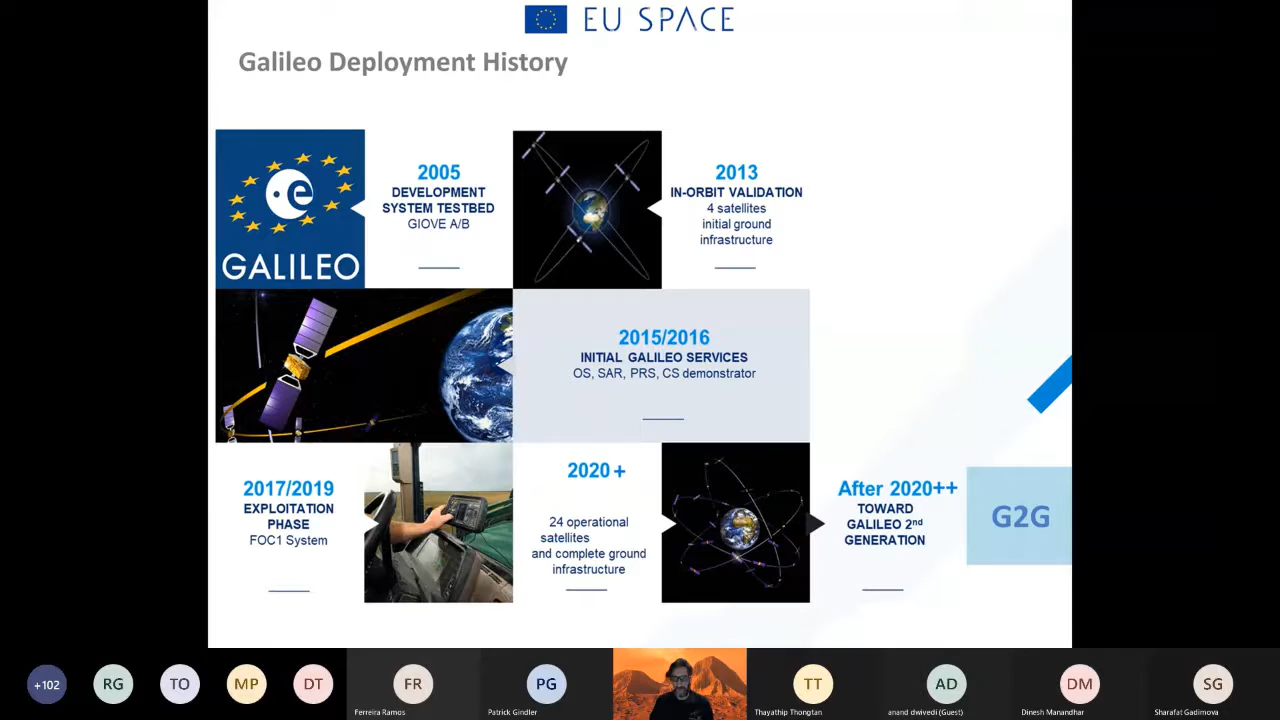 EU SPACE
Galileo Deployment History
GALILEO
2005
DEVELOPMENT
SYSTEM TESTBED
GIOVE A/B
2013
IN-ORBIT VALIDATION
4 satellites
initial ground
infrastructure
2015/2016
INITIAL GALILEO SERVICES
OS, SAR, PRS, CS demonstrator
2017/2019
EXPLOITATION
PHASE
FOC1 System
2020 +
24 operational
satellites
and complete ground
infrastructure
After 2020++
TOWARD
GALILEO 2nd
GENERATION
G2G
+102
RG
TO
MP
DT
FR
Ferreira Ramos
PG
Patrick Gindler
TT
Thayathip Thongtan
AD
anand dwivedi (Guest)
DM
Dinesh Manandhar
SG
Sharafat Gadimova